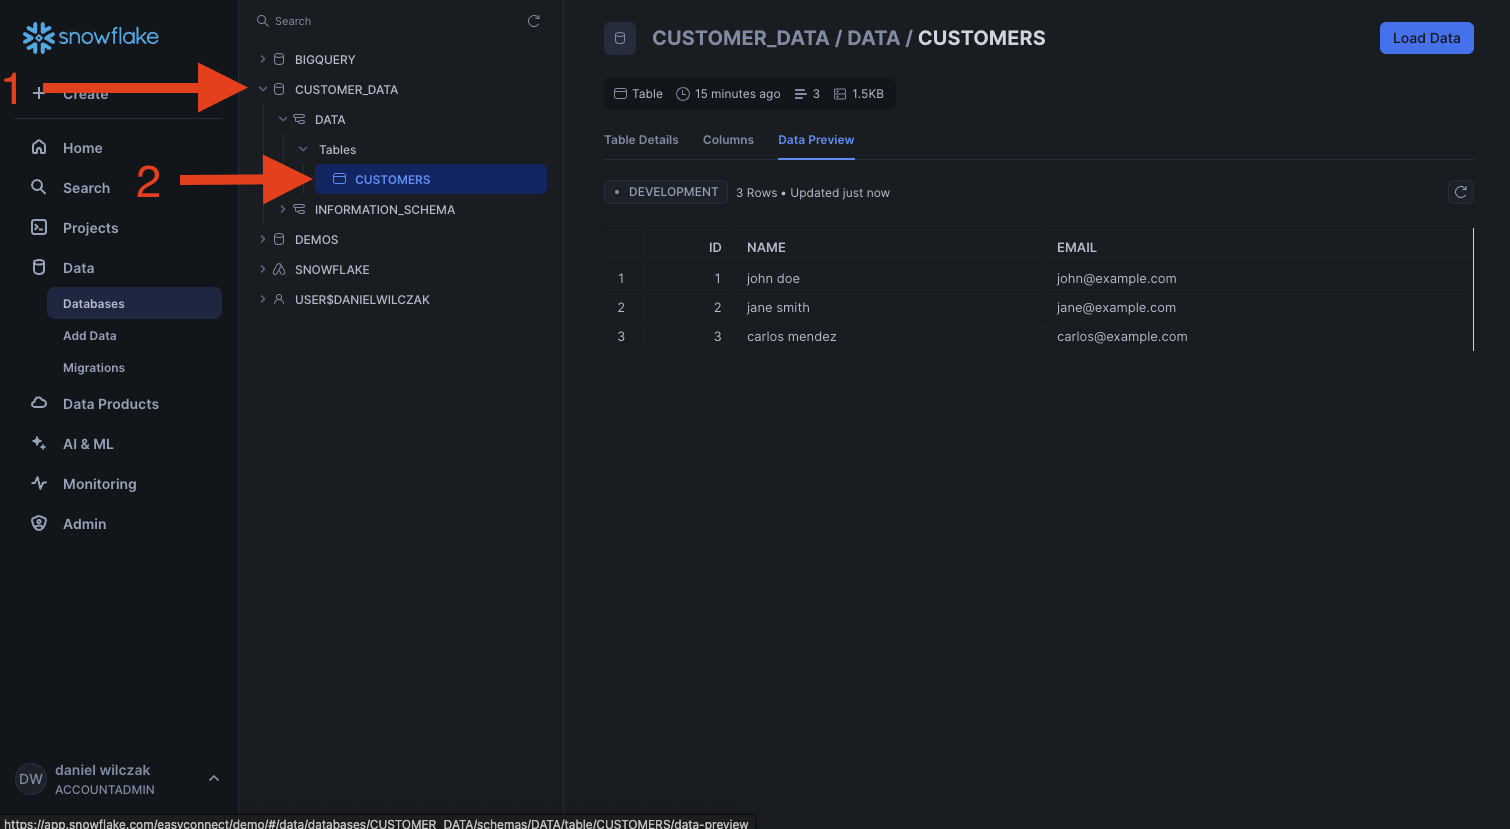 snowflake
1
Create
Home
Search
Projects
Data
Databases
Add Data
Migrations
Data Products
AI & ML
Monitoring
Admin
DW
daniel wilczak
ACCOUNTADMIN
Search
BIGQUERY
CUSTOMER_DATA
DATA
Tables
2
CUSTOMERS
INFORMATION_SCHEMA
DEMOS
SNOWFLAKE
USER$DANIELWILCZAK
CUSTOMER_DATA / DATA / CUSTOMERS
Load Data
Table 15 minutes ago 3 1.5KB
Table Details Columns Data Preview
• DEVELOPMENT 3 Rows • Updated just now
ID NAME EMAIL
1 1 john doe john@example.com
2 2 jane smith jane@example.com
3 3 carlos mendez carlos@example.com
https://app.snowflake.com/easyconnect/demo/#/data/databases/CUSTOMER_DATA/schemas/DATA/table/CUSTOMERS/data-preview